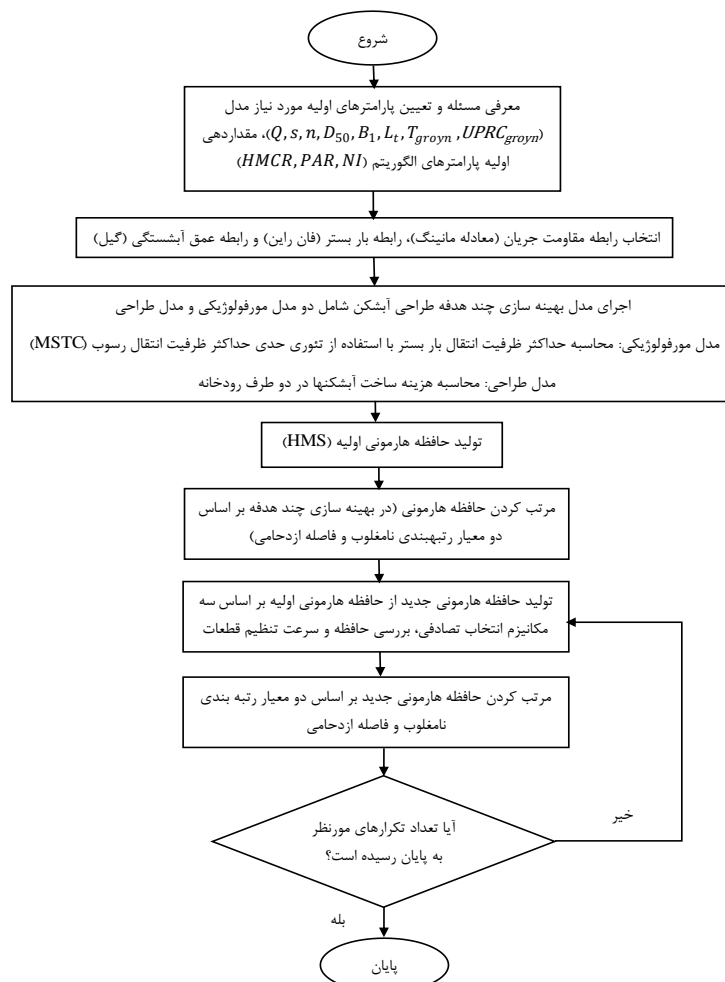 شروع
معرفی مسئله و تعیین پارامترهای اولیه مورد نیاز مدل
(Q, s, n, D50, B1, Lt, Tgroyn , UPRCgroyn)، مقداردهی
اولیه پارامترهای الگوریتم (HMCR, PAR, NI)
انتخاب رابطه مقاومت جریان (معادله مانینگ)، رابطه بار بستر (فان راین) و رابطه عمق آبشستگی (گیل)
اجرای مدل بهینه سازی چند هدفه طراحی آبشکن شامل دو مدل مورفولوژیکی و مدل طراحی
مدل مورفولوژیکی: محاسبه حداکثر ظرفیت انتقال بار بستر با استفاده از تئوری حدی حداکثر ظرفیت انتقال رسوب (MSTC)
مدل طراحی: محاسبه هزینه ساخت آبشکنها در دو طرف رودخانه
تولید حافظه هارمونی اولیه (HMS)
مرتب کردن حافظه هارمونی (در بهینه سازی چند هدفه بر اساس
دو معیار رتبهبندی نامغلوب و فاصله ازدحامی)
تولید حافظه هارمونی جدید از حافظه هارمونی اولیه بر اساس سه
مکانیزم انتخاب تصادفی، بررسی حافظه و سرعت تنظیم قطعات
مرتب کردن حافظه هارمونی جدید بر اساس دو معیار رتبه بندی
نامغلوب و فاصله ازدحامی
آیا تعداد تکرارهای مورنظر
به پایان رسیده است؟
خیر
بله
پایان